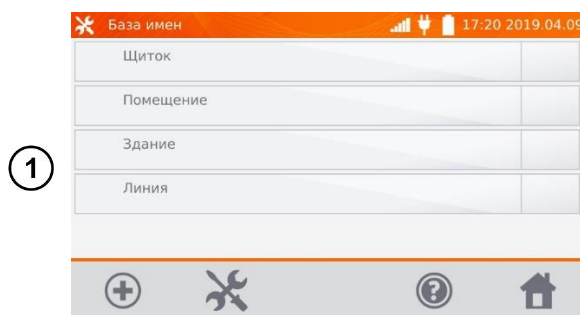 База имен 17:20 2019.04.09
Щиток
Помещение
Здание
1
Линия